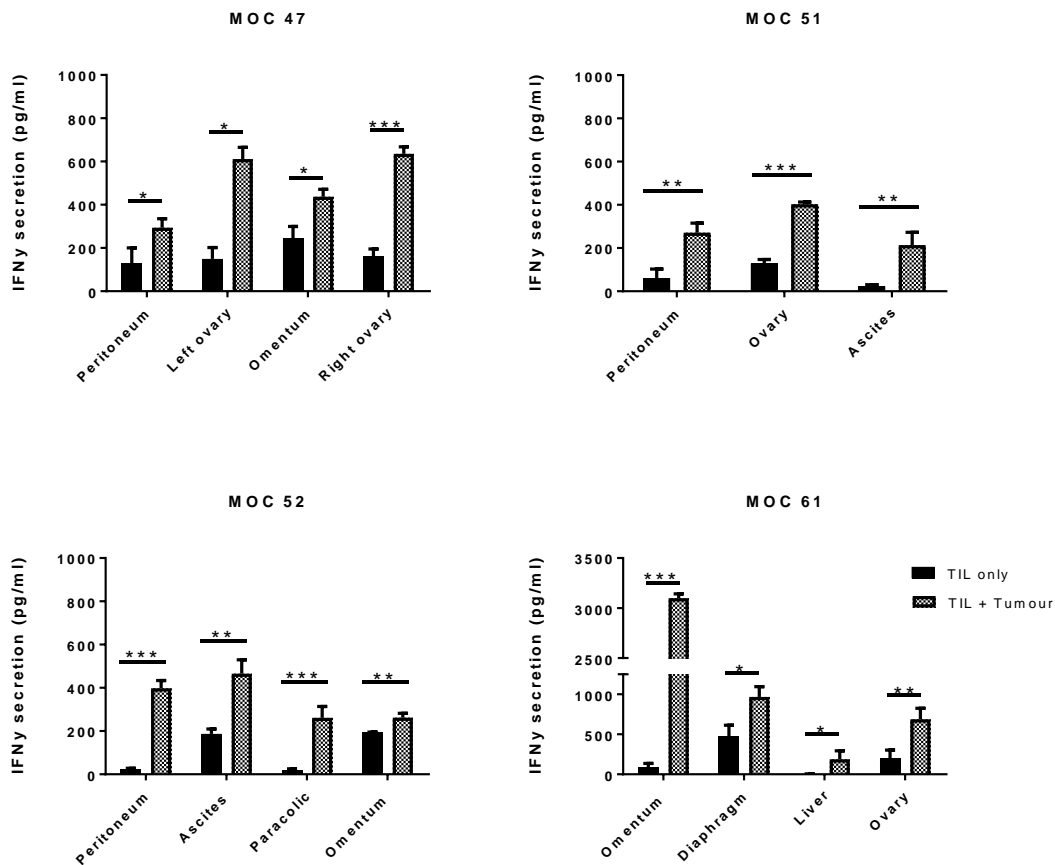 MOC 47
IFNy secretion (pg/ml)
1000
800
600
400
200
0
*
*
*
***
Peritoneum
Left ovary
Omentum
Right ovary
MOC 51
IFNy secretion (pg/ml)
1000
800
600
400
200
0
**
***
**
Peritoneum
Ovary
Ascites
MOC 52
IFNy secretion (pg/ml)
1000
800
600
400
200
0
***
**
***
**
Peritoneum
Ascites
Paracolic
Omentum
MOC 61
IFNy secretion (pg/ml)
3500
3000
2500
1000
500
0
***
*
*
**
Omentum
Diaphragm
Liver
Ovary
TIL only
TIL + Tumour